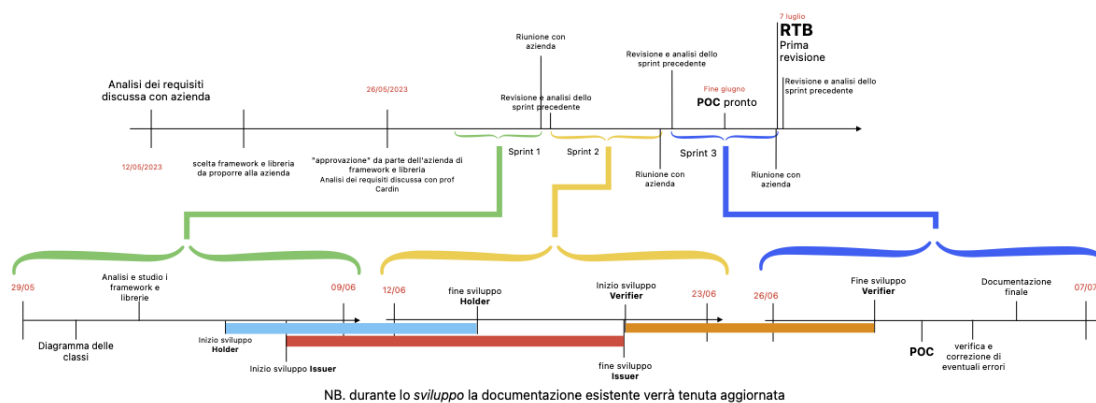 7 luglio
RTB
Prima
revisione
Riunione con
azienda
Revisione e analisi dello
sprint precedente
Analisi dei requisiti
discussa con azienda
26/05/2023
Revisione e analisi dello
sprint precedente
Fine giugno
POC pronto
Revisione e analisi dello
sprint precedente
12/05/2023
scelta framework e libreria
da proporre alla azienda
"approvazione" da parte dell'azienda di
framework e libreria
Analisi dei requisiti discussa con prof
Cardin
Sprint 1
Sprint 2
Sprint 3
Riunione con
azienda
Riunione con
azienda
29/05
Analisi e studio i
framework e
librerie
09/06
12/06
fine sviluppo
Holder
Inizio sviluppo
Verifier
23/06
26/06
Fine sviluppo
Verifier
Documentazione
finale
07/07
Diagramma delle
classi
Inizio sviluppo
Holder
Inizio sviluppo Issuer
fine sviluppo
Issuer
POC
verifica e
correzione di
eventuali errori
NB. durante lo sviluppo la documentazione esistente verrà tenuta aggiornata